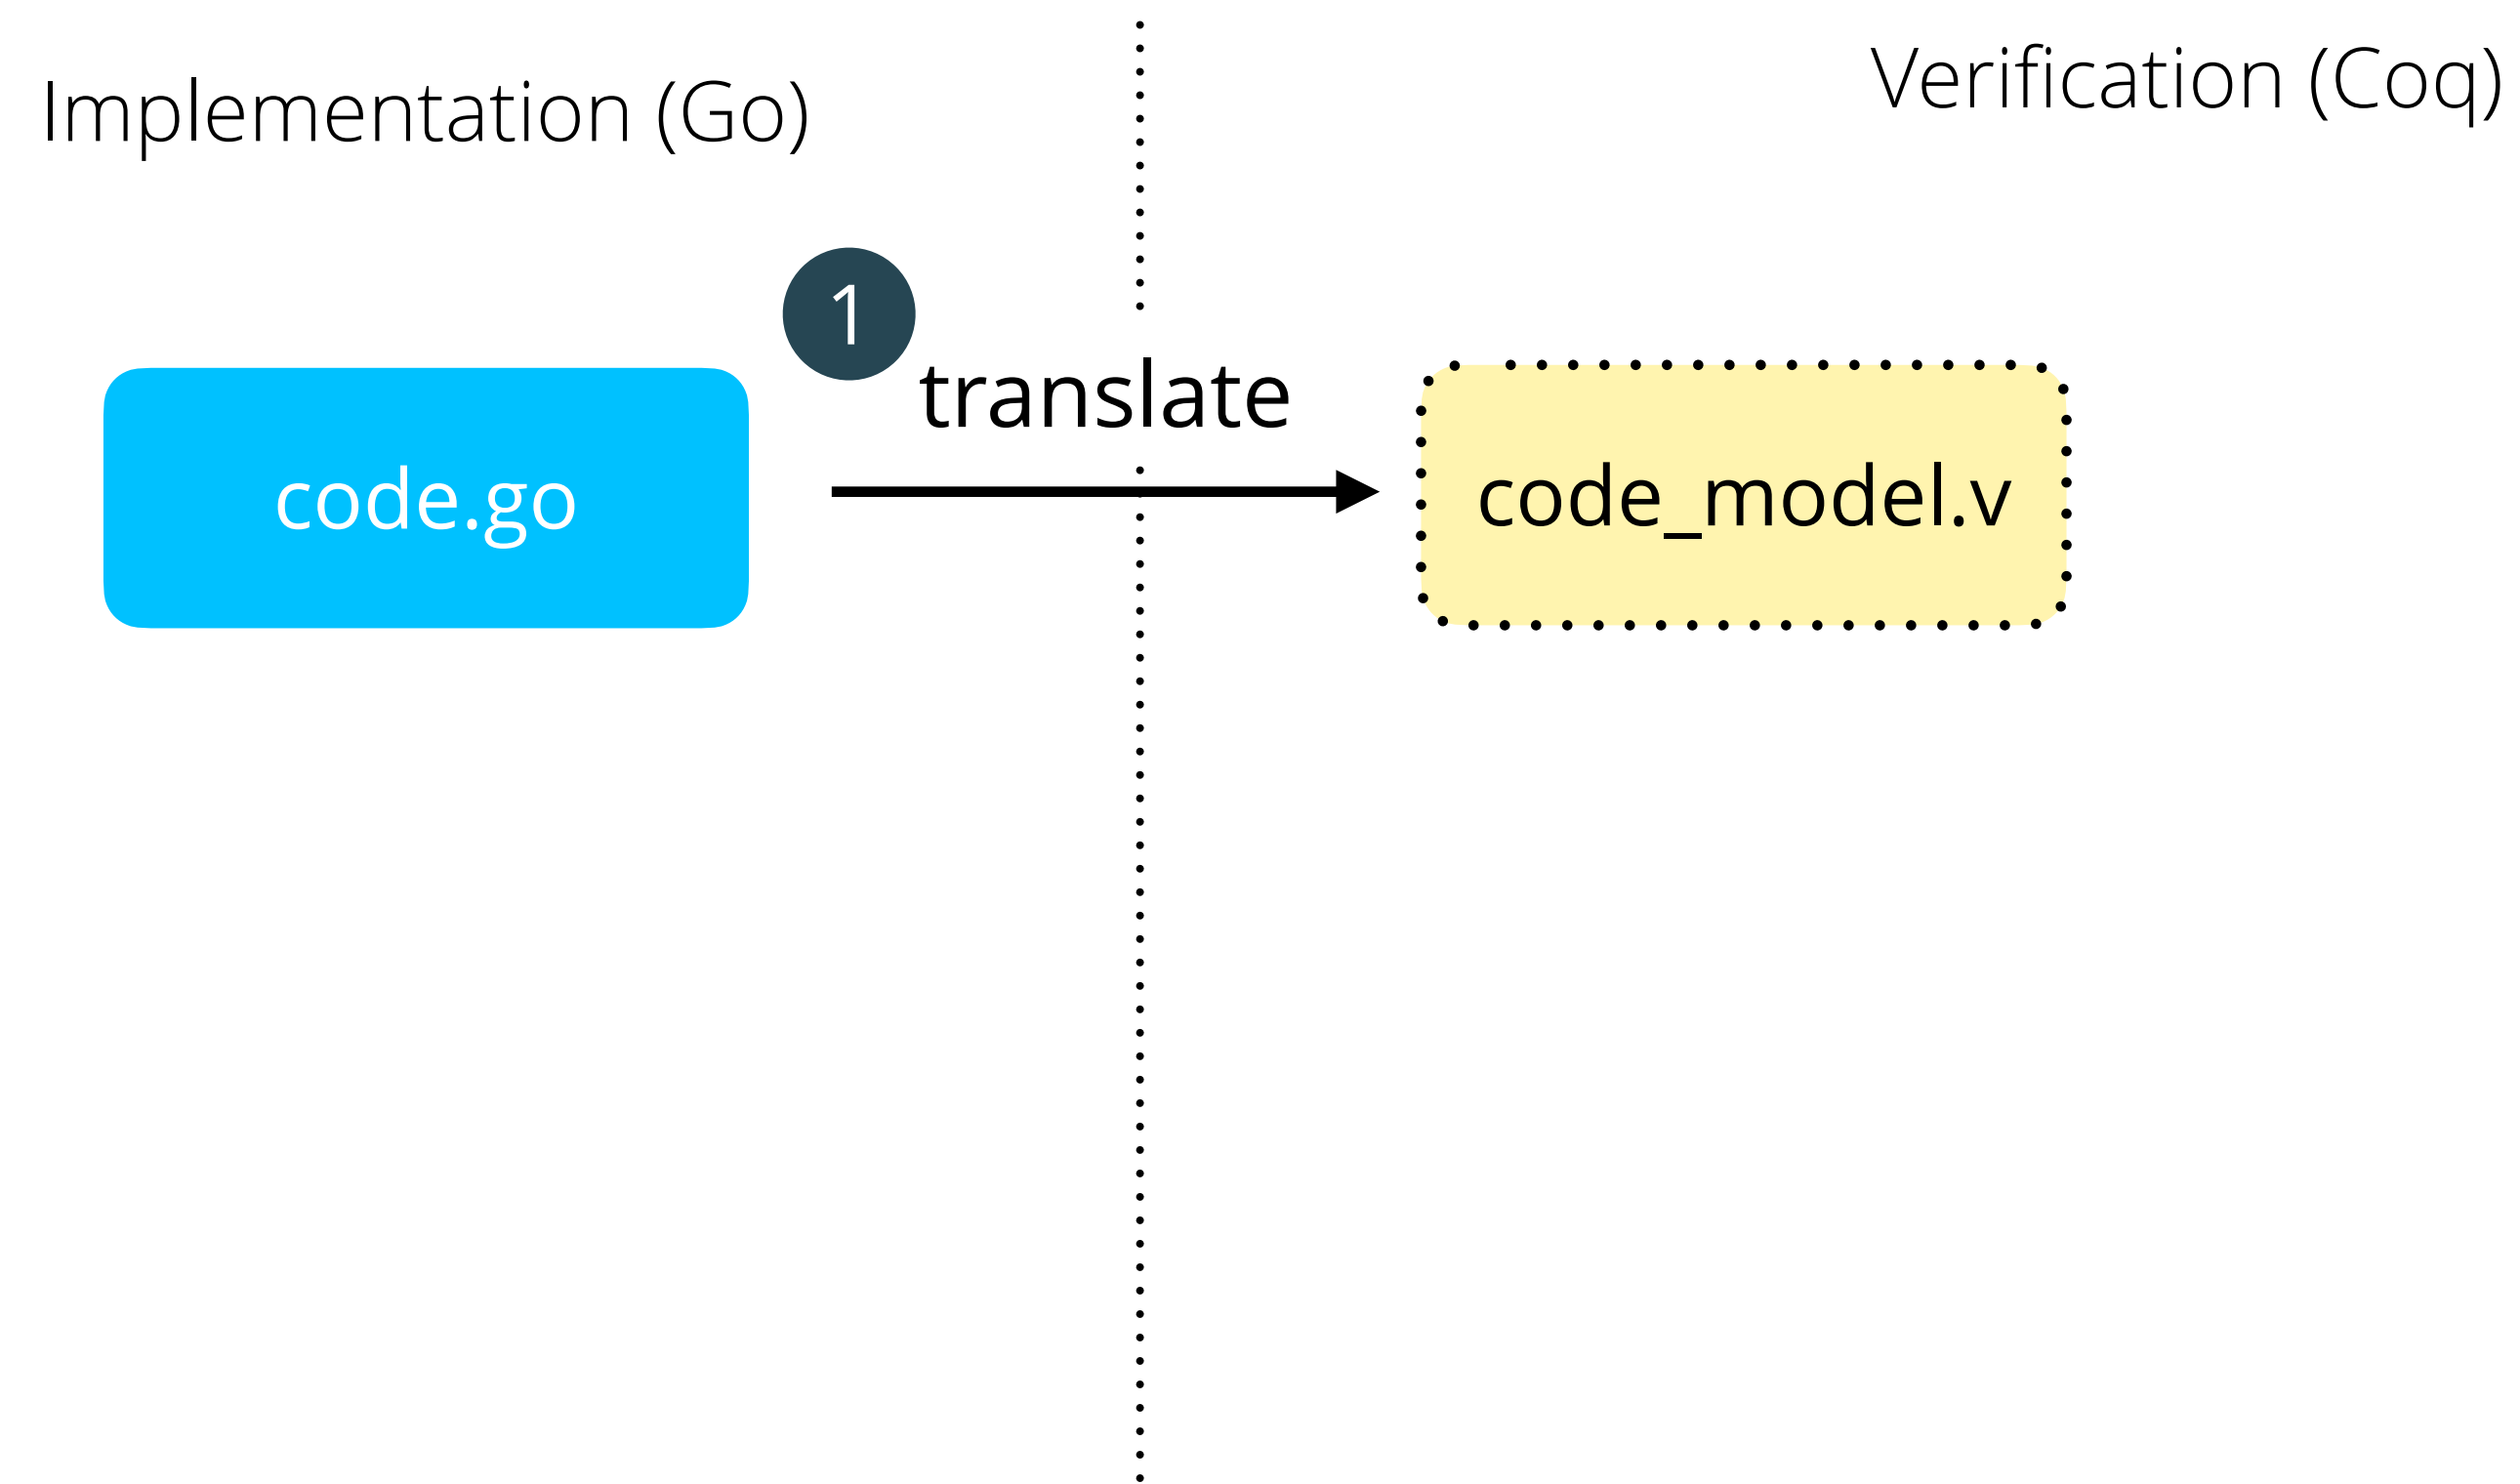 Implementation (Go)
Verification (Coq)
1
translate
code.go
code_model.v